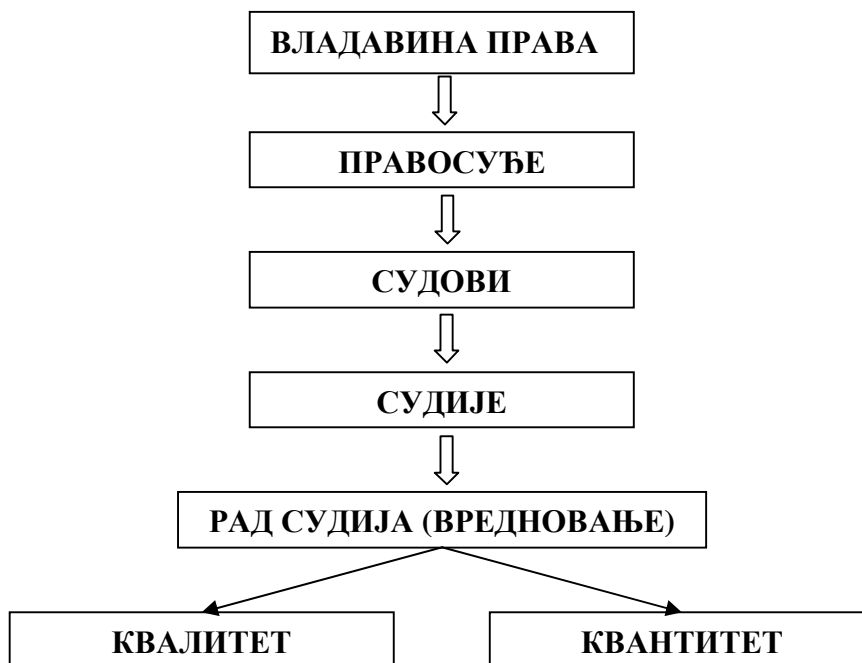 ВЛАДАВИНА ПРАВА
ПРАВОСУЂЕ
СУДОВИ
СУДИЈЕ
РАД СУДИЈА (ВРЕДНОВАЊЕ)
КВАЛИТЕТ
КВАНТИТЕТ